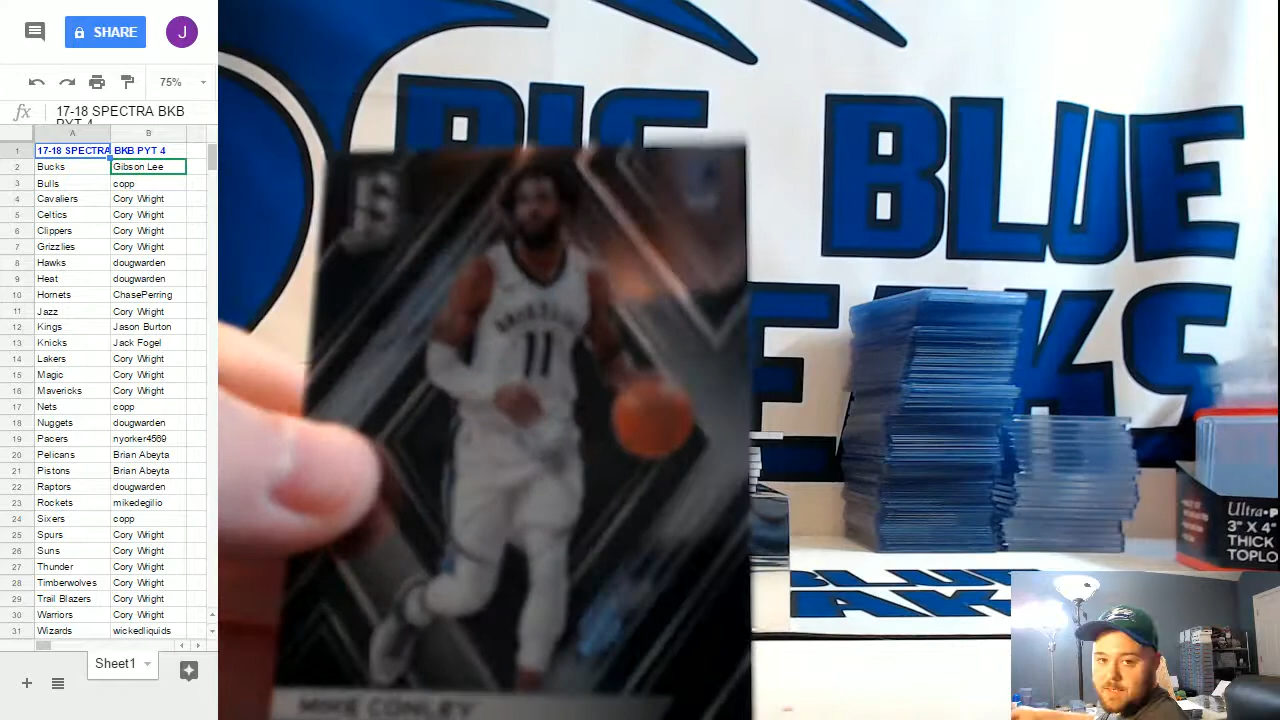 SHARE
J
75%
fx
17-18 SPECTRA BKB
PYT 4
A B
1 17-18 SPECTRA BKB PYT 4
2 Bucks Gibson Lee
3 Bulls copp
4 Cavaliers Cory Wright
5 Celtics Cory Wright
6 Clippers Cory Wright
7 Grizzlies Cory Wright
8 Hawks dougwarden
9 Heat dougwarden
10 Hornets ChasePerring
11 Jazz Cory Wright
12 Kings Jason Burton
13 Knicks Jack Fogel
14 Lakers Cory Wright
15 Magic Cory Wright
16 Mavericks Cory Wright
17 Nets copp
18 Nuggets dougwarden
19 Pacers nyorker4569
20 Pelicans Brian Abeyta
21 Pistons Brian Abeyta
22 Raptors dougwarden
23 Rockets mikedegilio
24 Sixers copp
25 Spurs Cory Wright
26 Suns Cory Wright
27 Thunder Cory Wright
28 Timberwolves Cory Wright
29 Trail Blazers Cory Wright
30 Warriors Cory Wright
31 Wizards wickedliquids
Sheet1
BIG BLUE
EAKS
11
MIKE CONLEY
Ultra•P
3" X 4"
THICK
TOPLO
BLUE
AK